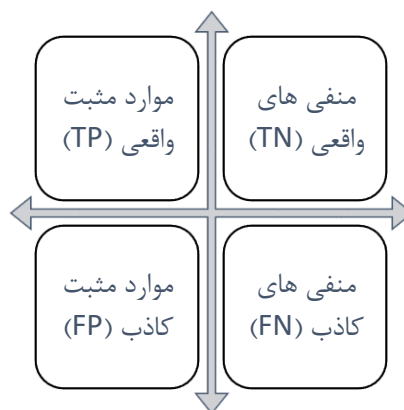 منفی های
واقعی (TN)
موارد مثبت
واقعی (TP)
منفی های
کاذب (FN)
موارد مثبت
کاذب (FP)